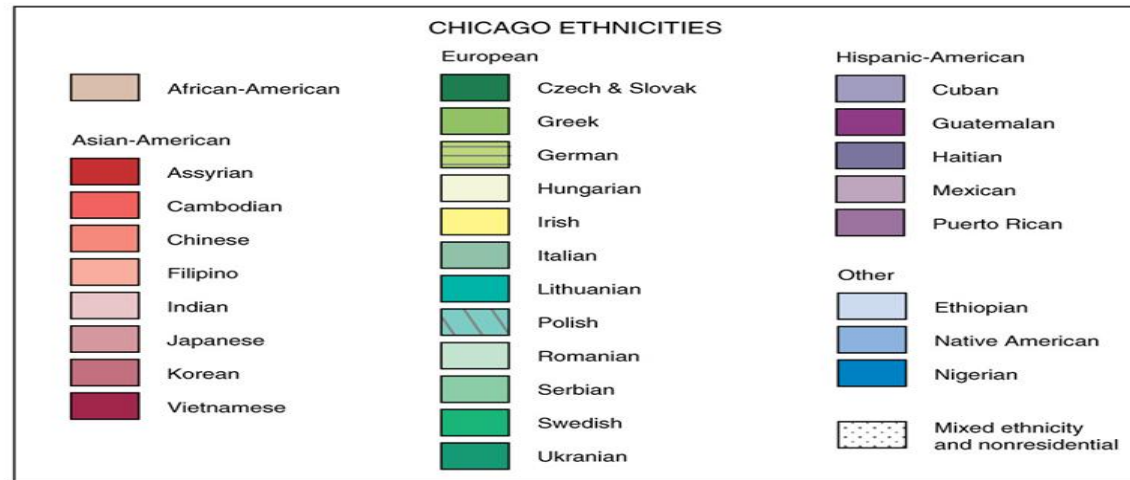 CHICAGO ETHNICITIES
African-American
Asian-American
Assyrian
Cambodian
Chinese
Filipino
Indian
Japanese
Korean
Vietnamese
European
Czech & Slovak
Greek
German
Hungarian
Irish
Italian
Lithuanian
Polish
Romanian
Serbian
Swedish
Ukranian
Hispanic-American
Cuban
Guatemalan
Haitian
Mexican
Puerto Rican
Other
Ethiopian
Native American
Nigerian
Mixed ethnicity
and nonresidential